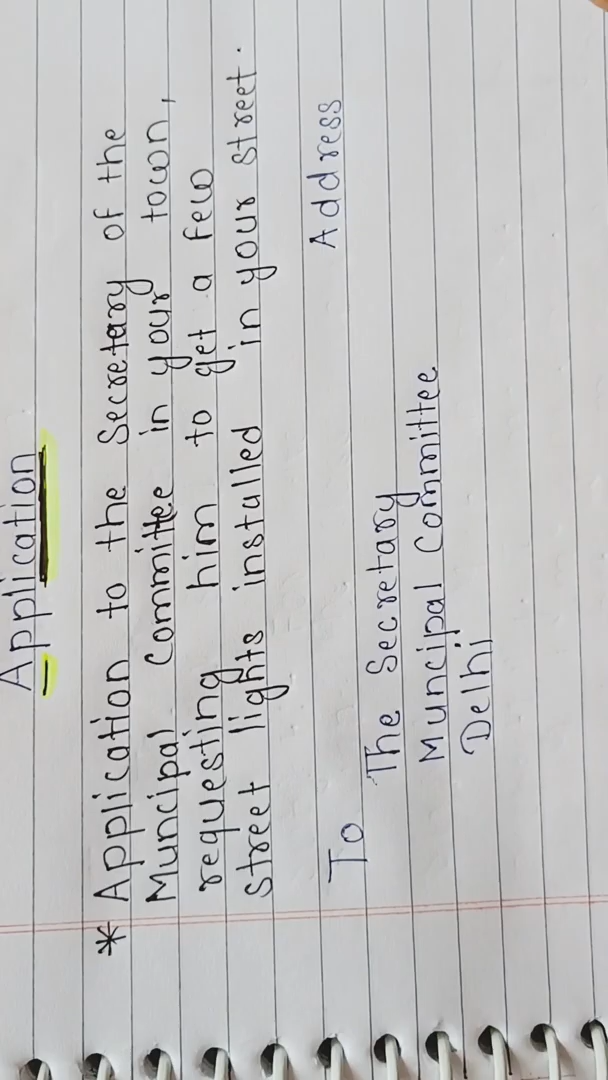 Application
* Application to the Secretary of the
Muncipal Committee in your town,
requesting him to get a few
street lights installed in your street.
Address
To
The Secretary
Muncipal Committee
Delhi